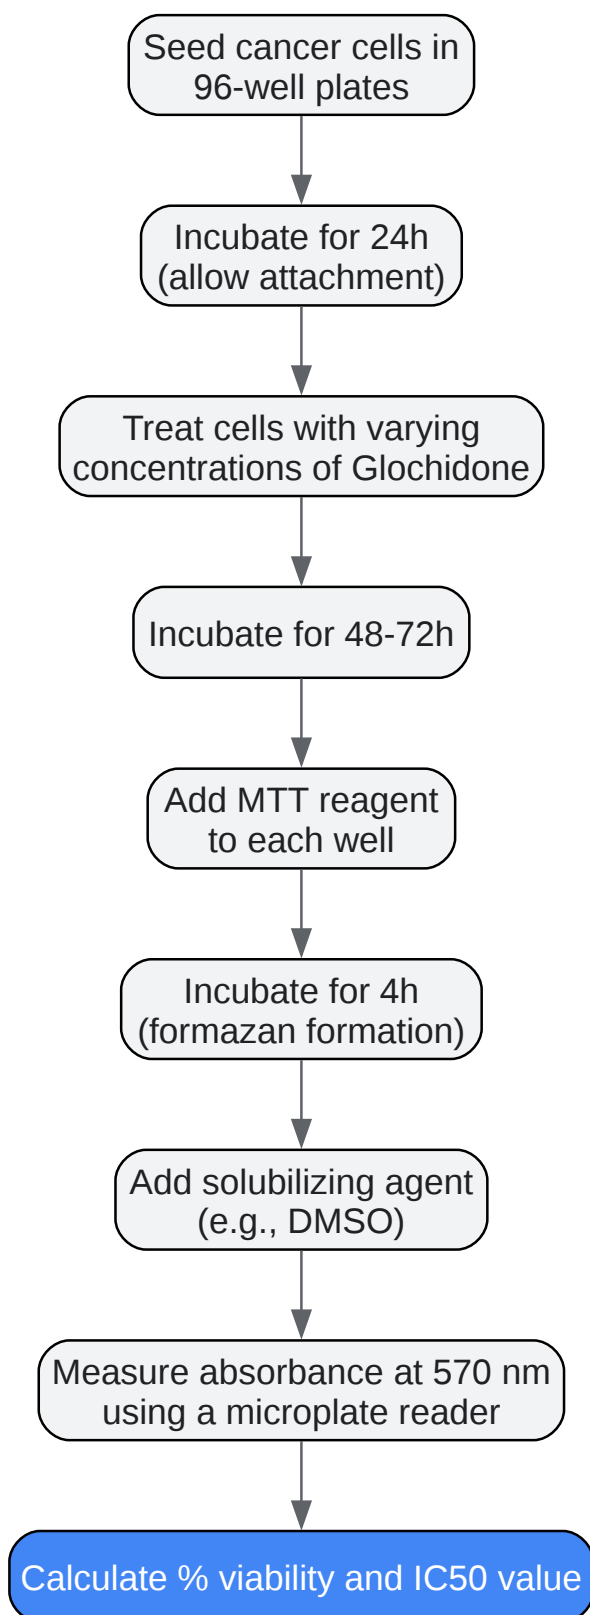 Seed cancer cells in
96-well plates
Incubate for 24h
(allow attachment)
Treat cells with varying
concentrations of Glochidone
Incubate for 48-72h
Add MTT reagent
to each well
Incubate for 4h
(formazan formation)
Add solubilizing agent
(e.g., DMSO)
Measure absorbance at 570 nm
using a microplate reader
Calculate % viability and IC50 value